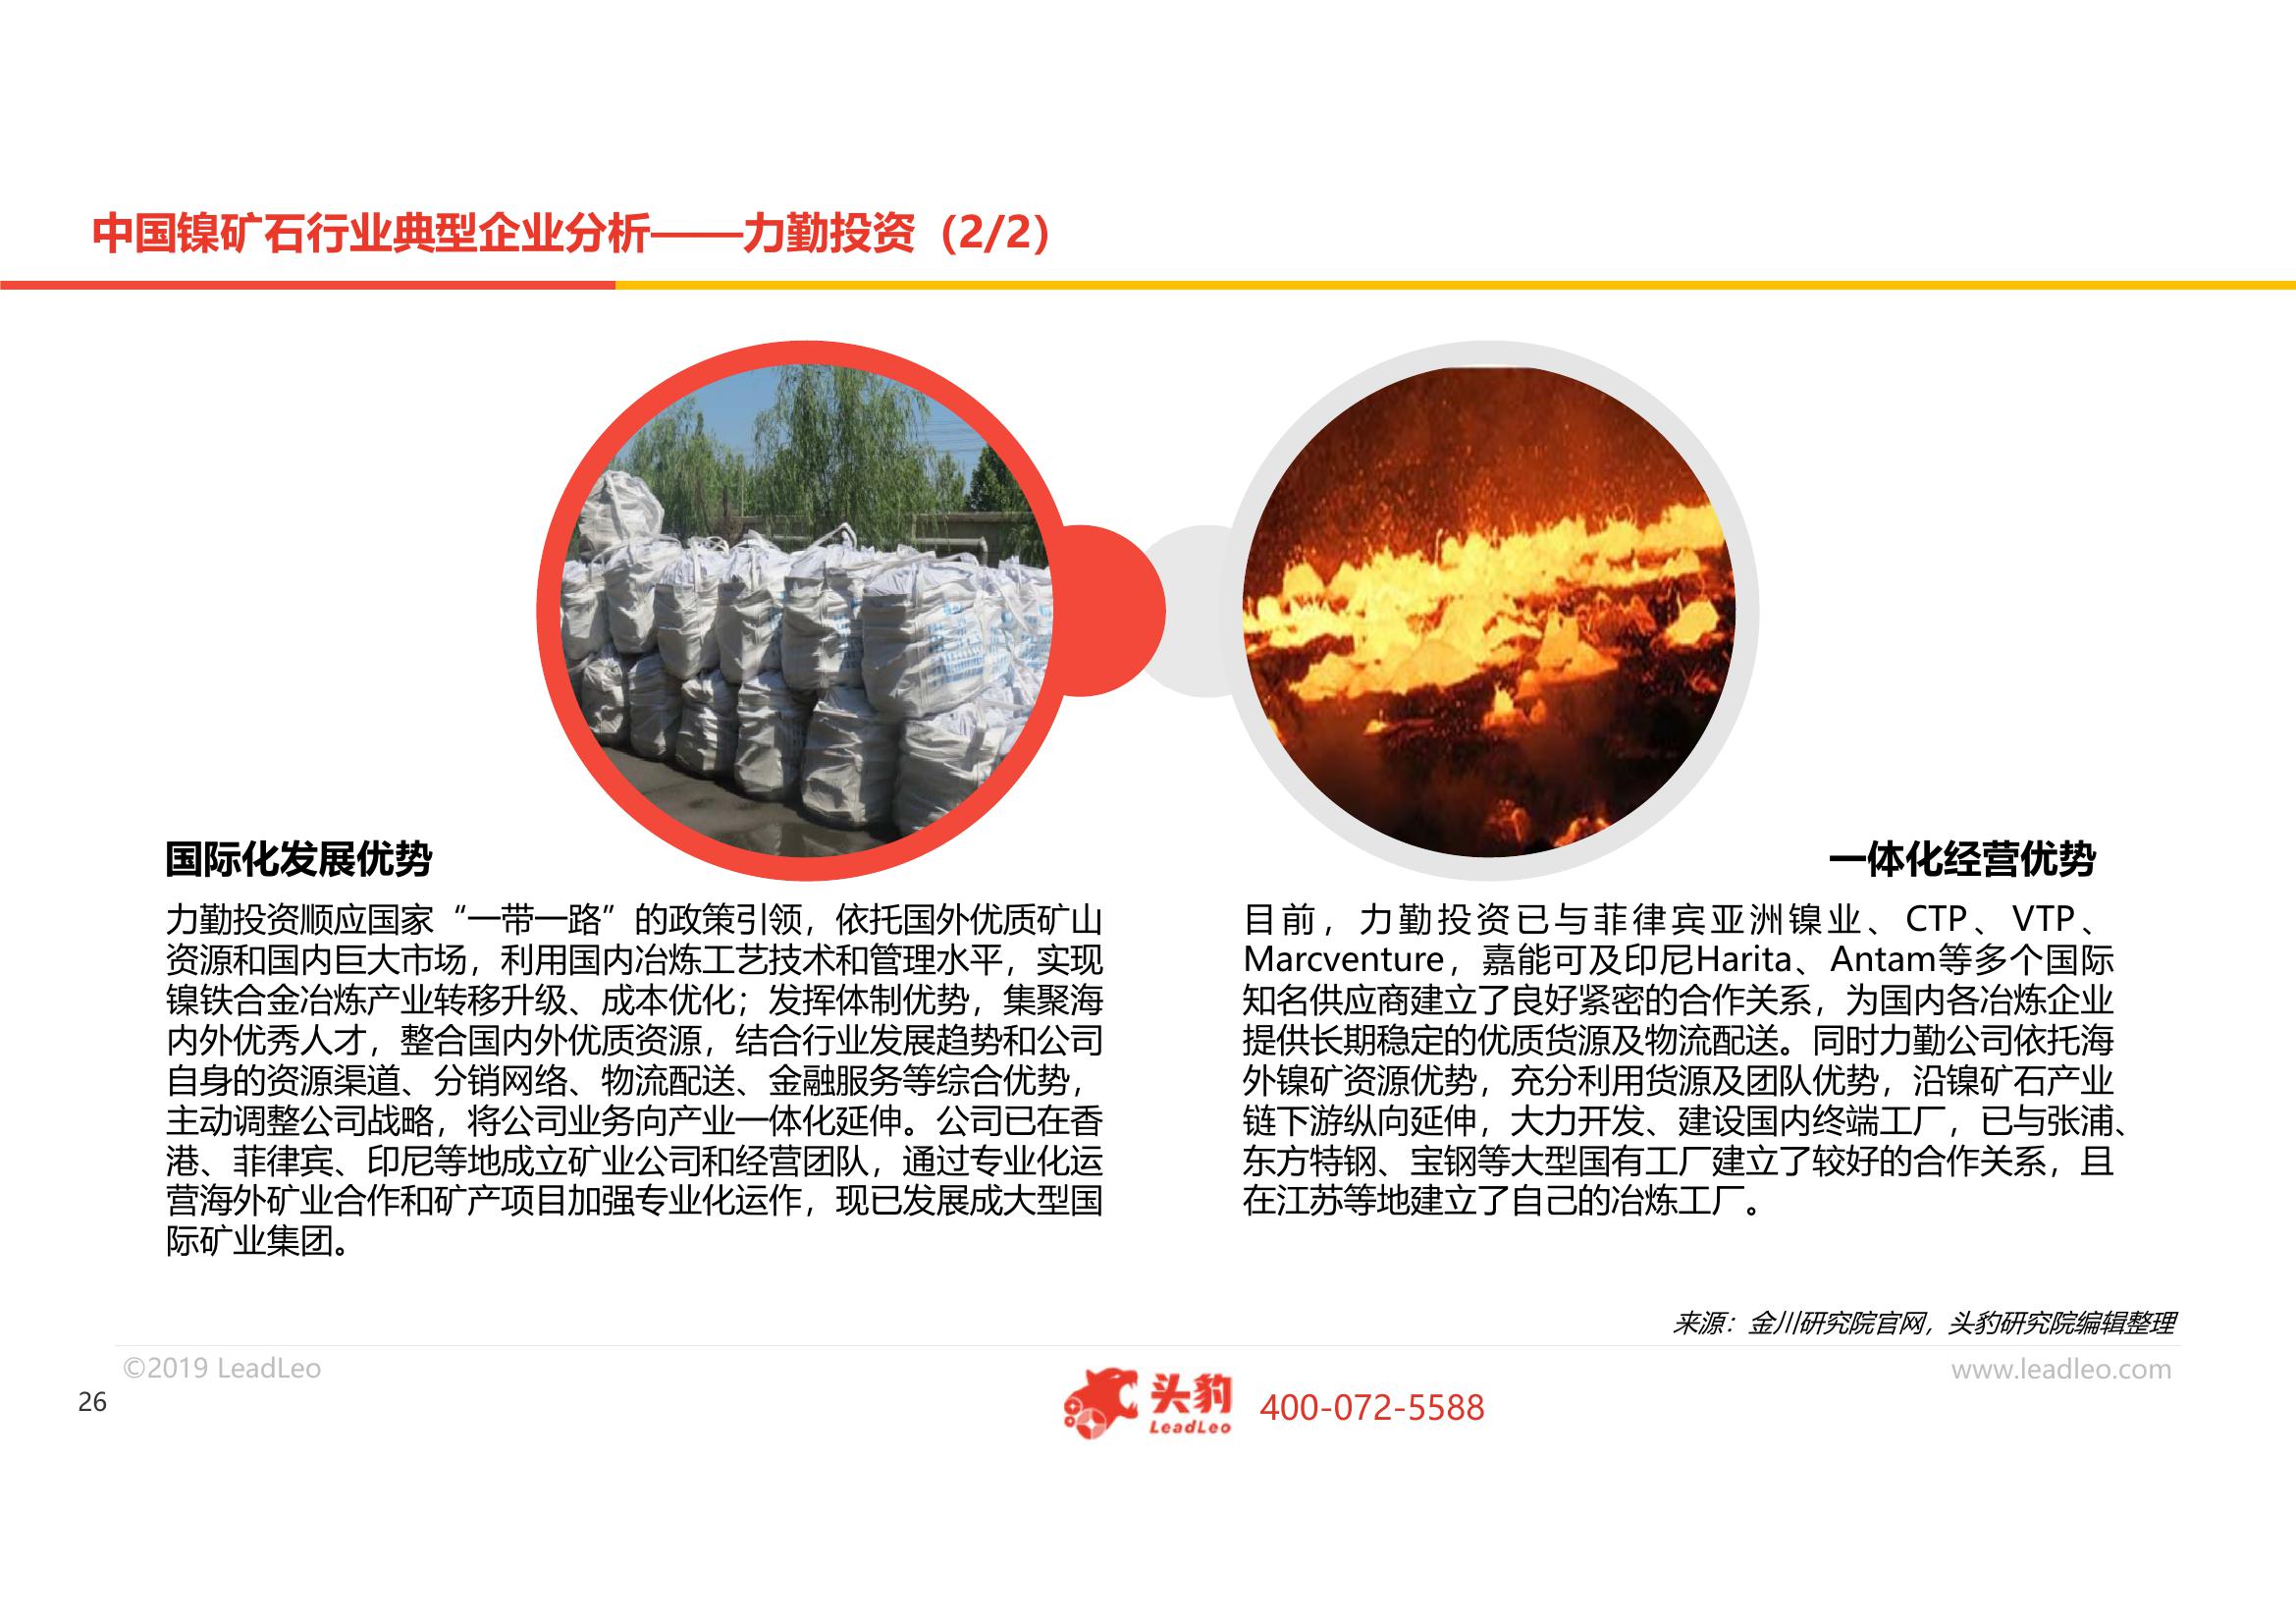 中国镍矿石行业典型企业分析——力勤投资（2/2）
国际化发展优势
力勤投资顺应国家“一带一路”的政策引领，依托国外优质矿山
资源和国内巨大市场，利用国内冶炼工艺技术和管理水平，实现
镍铁合金冶炼产业转移升级、成本优化；发挥体制优势，集聚海
内外优秀人才，整合国内外优质资源，结合行业发展趋势和公司
自身的资源渠道、分销网络、物流配送、金融服务等综合优势，
主动调整公司战略，将公司业务向产业一体化延伸。公司已在香
港、菲律宾、印尼等地成立矿业公司和经营团队，通过专业化运
营海外矿业合作和矿产项目加强专业化运作，现已发展成大型国
际矿业集团。
一体化经营优势
目前，力勤投资已与菲律宾亚洲镍业、CTP、VTP、
Marcventure，嘉能可及印尼Harita、Antam等多个国际
知名供应商建立了良好紧密的合作关系，为国内各冶炼企业
提供长期稳定的优质货源及物流配送。同时力勤公司依托海
外镍矿资源优势，充分利用货源及团队优势，沿镍矿石产业
链下游纵向延伸，大力开发、建设国内终端工厂，已与张浦、
东方特钢、宝钢等大型国有工厂建立了较好的合作关系，且
在江苏等地建立了自己的冶炼工厂。
来源：金川研究院官网，头豹研究院编辑整理
©2019 LeadLeo
www.leadleo.com
26
头豹
LeadLeo
400-072-5588